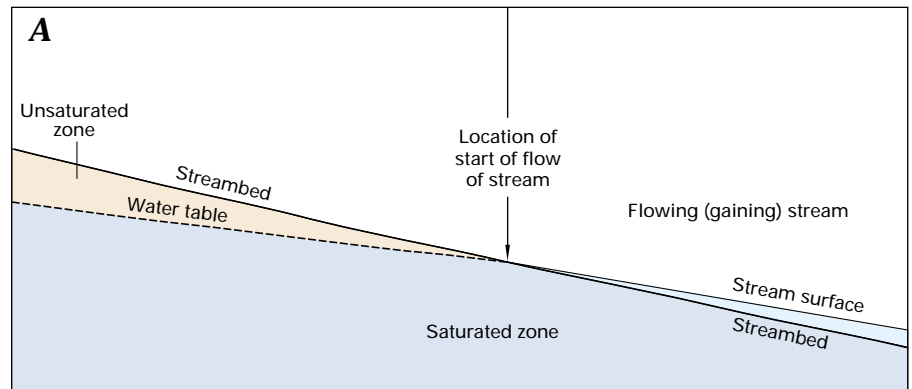 A
Unsaturated
zone
Streambed
Water table
Location of
start of flow
of stream
Flowing (gaining) stream
Stream surface
Streambed
Saturated zone